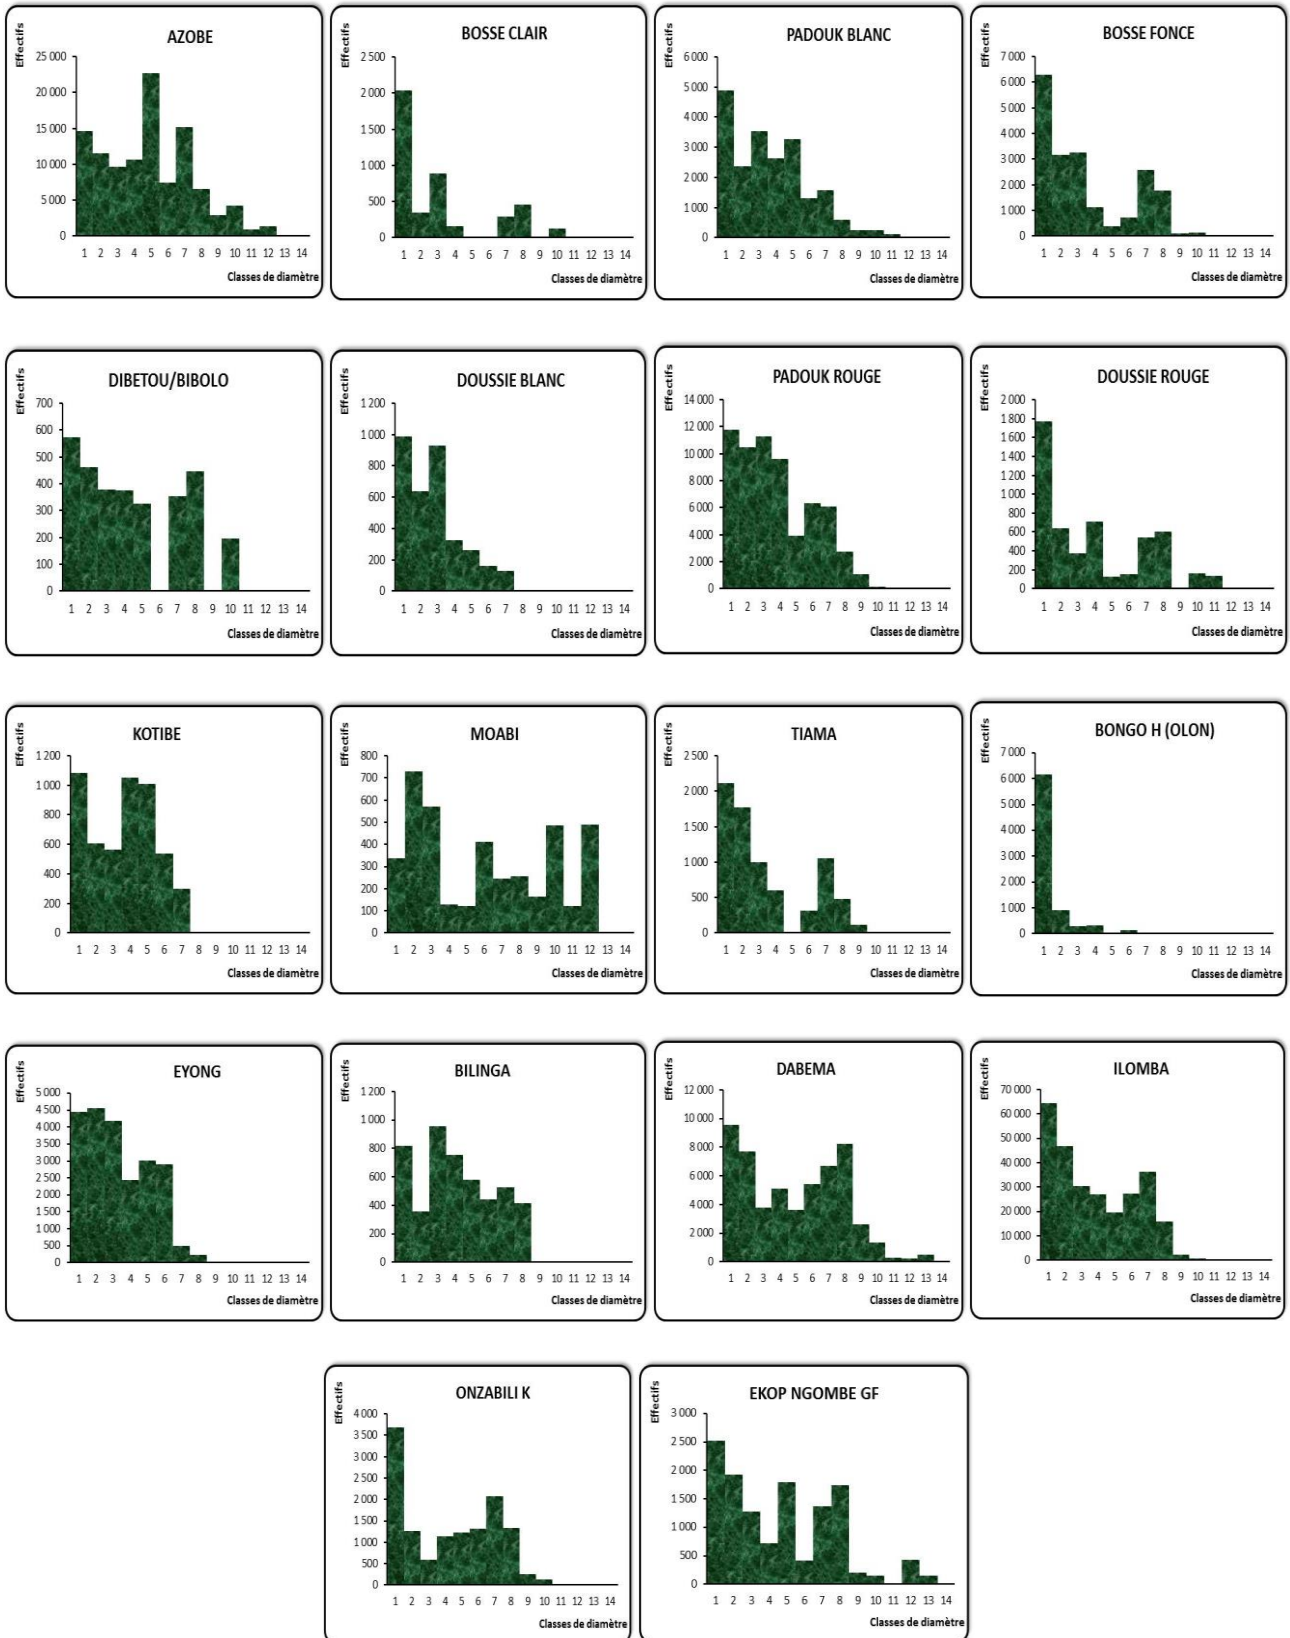 AZOBE
Effectifs
25 000
20 000
15 000
10 000
5 000
0
1 2 3 4 5 6 7 8 9 10 11 12 13 14
Classes de diamètre
BOSSE CLAIR
Effectifs
2 500
2 000
1 500
1 000
500
0
1 2 3 4 5 6 7 8 9 10 11 12 13 14
Classes de diamètre
PADOUK BLANC
Effectifs
6 000
5 000
4 000
3 000
2 000
1 000
0
1 2 3 4 5 6 7 8 9 10 11 12 13 14
Classes de diamètre
BOSSE FONCE
Effectifs
7 000
6 000
5 000
4 000
3 000
2 000
1 000
0
1 2 3 4 5 6 7 8 9 10 11 12 13 14
Classes de diamètre
DIBETOU/BIBOLO
Effectifs
700
600
500
400
300
200
100
0
1 2 3 4 5 6 7 8 9 10 11 12 13 14
Classes de diamètre
DOUSSIE BLANC
Effectifs
1 200
1 000
800
600
400
200
0
1 2 3 4 5 6 7 8 9 10 11 12 13 14
Classes de diamètre
PADOUK ROUGE
Effectifs
14 000
12 000
10 000
8 000
6 000
4 000
2 000
0
1 2 3 4 5 6 7 8 9 10 11 12 13 14
Classes de diamètre
DOUSSIE ROUGE
Effectifs
2 000
1 800
1 600
1 400
1 200
1 000
800
600
400
200
0
1 2 3 4 5 6 7 8 9 10 11 12 13 14
Classes de diamètre
KOTIBE
Effectifs
1 200
1 000
800
600
400
200
0
1 2 3 4 5 6 7 8 9 10 11 12 13 14
Classes de diamètre
MOABI
Effectifs
800
700
600
500
400
300
200
100
0
1 2 3 4 5 6 7 8 9 10 11 12 13 14
Classes de diamètre
TIAMA
Effectifs
2 500
2 000
1 500
1 000
500
0
1 2 3 4 5 6 7 8 9 10 11 12 13 14
Classes de diamètre
BONGO H (OLON)
Effectifs
7 000
6 000
5 000
4 000
3 000
2 000
1 000
0
1 2 3 4 5 6 7 8 9 10 11 12 13 14
Classes de diamètre
EYONG
Effectifs
5 000
4 500
4 000
3 500
3 000
2 500
2 000
1 500
1 000
500
0
1 2 3 4 5 6 7 8 9 10 11 12 13 14
Classes de diamètre
BILINGA
Effectifs
1 200
1 000
800
600
400
200
0
1 2 3 4 5 6 7 8 9 10 11 12 13 14
Classes de diamètre
DABEMA
Effectifs
12 000
10 000
8 000
6 000
4 000
2 000
0
1 2 3 4 5 6 7 8 9 10 11 12 13 14
Classes de diamètre
ILOMBA
Effectifs
70 000
60 000
50 000
40 000
30 000
20 000
10 000
0
1 2 3 4 5 6 7 8 9 10 11 12 13 14
Classes de diamètre
ONZABILI K
Effectifs
4 000
3 500
3 000
2 500
2 000
1 500
1 000
500
0
1 2 3 4 5 6 7 8 9 10 11 12 13 14
Classes de diamètre
EKOP NGOMBE GF
Effectifs
3 000
2 500
2 000
1 500
1 000
500
0
1 2 3 4 5 6 7 8 9 10 11 12 13 14
Classes de diamètre